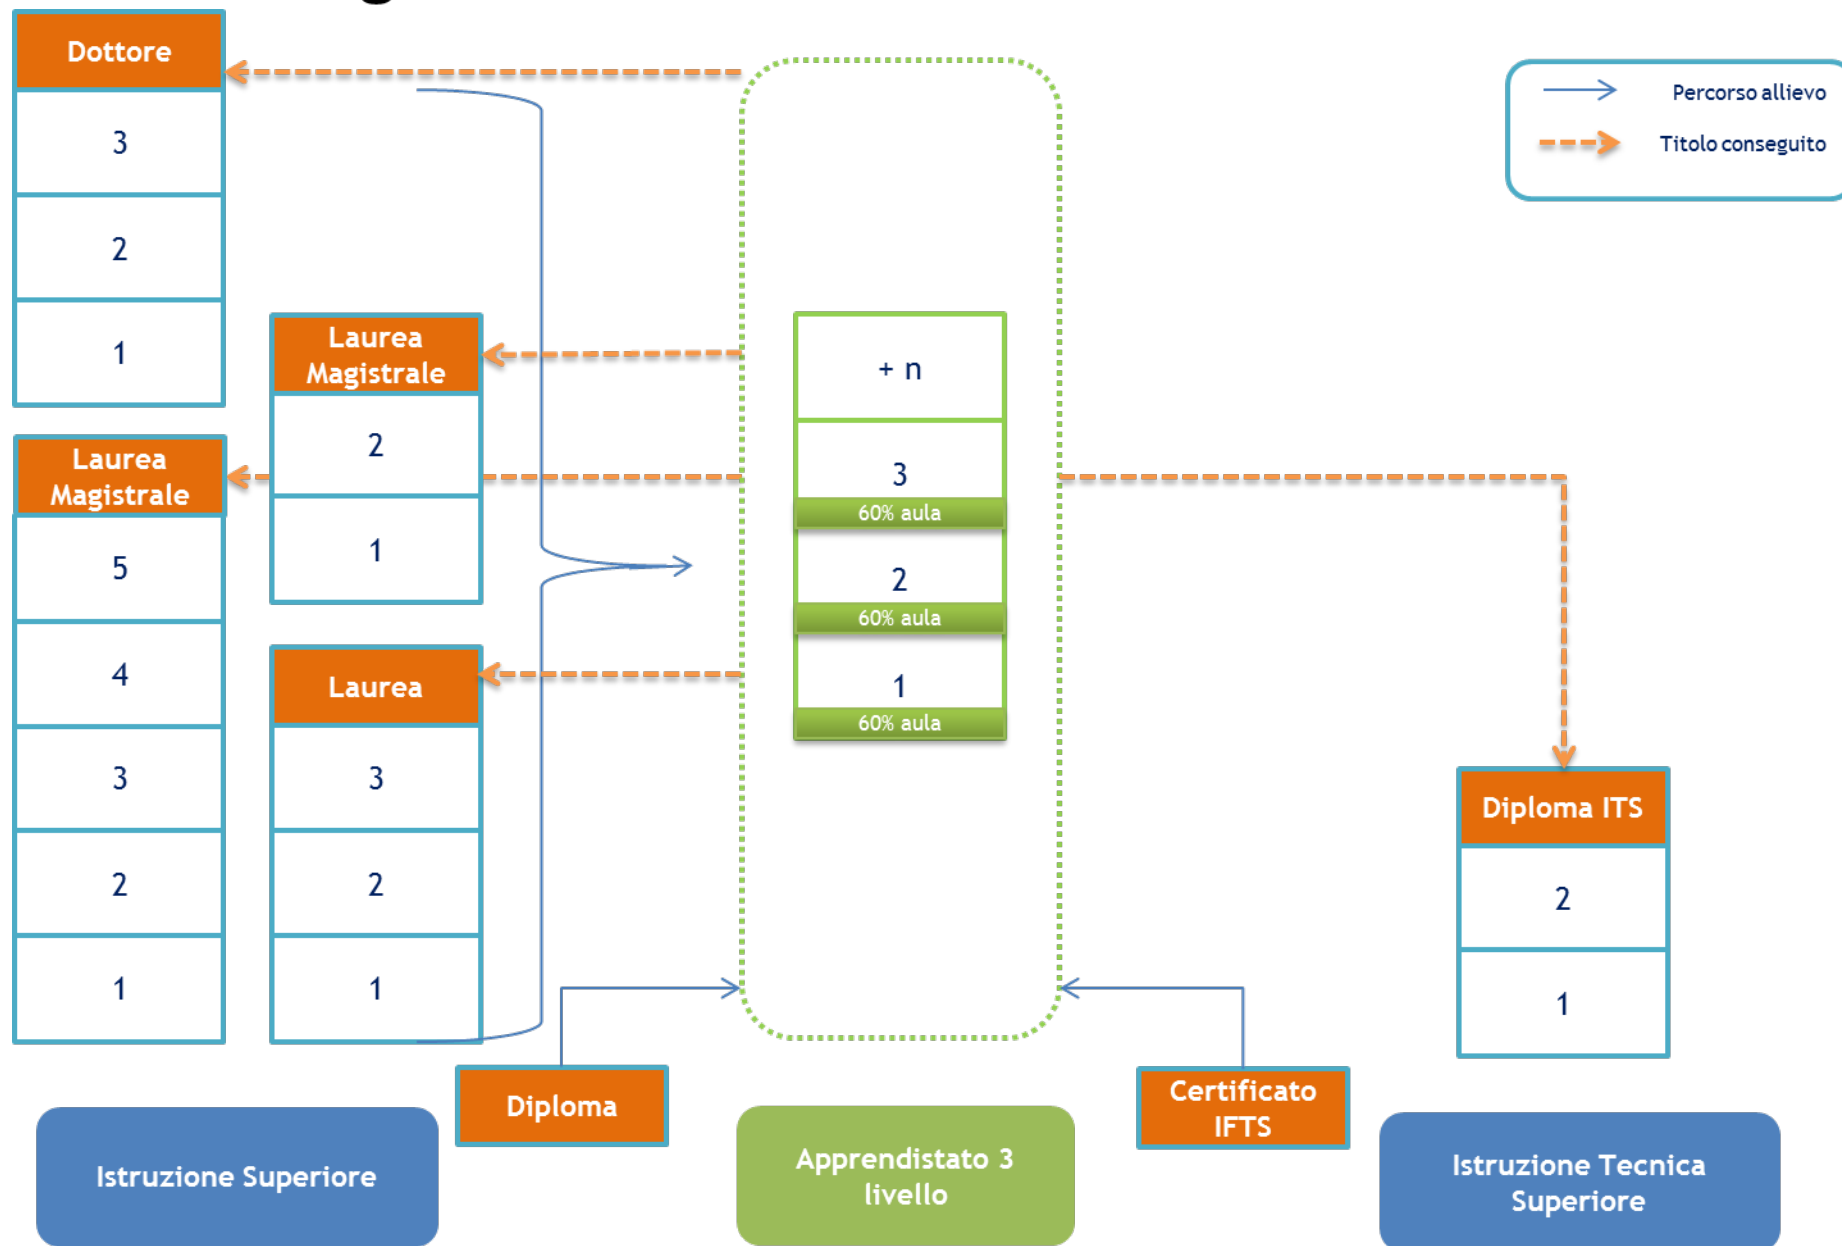 Dottore
3
2
1
Laurea
Magistrale
5
4
3
2
1
Laurea
Magistrale
2
1
Laurea
3
2
1
+ n
3
60% aula
2
60% aula
1
60% aula
Percorso allievo
Titolo conseguito
Diploma ITS
2
1
Diploma
Certificato
IFTS
Istruzione Superiore
Apprendistato 3
livello
Istruzione Tecnica
Superiore